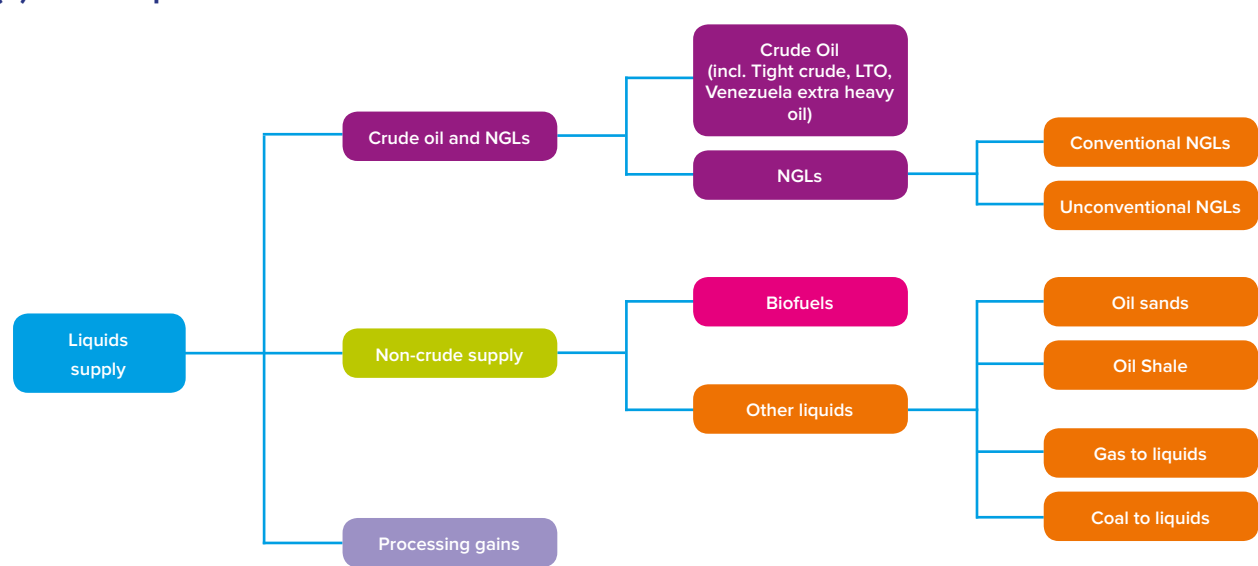 Crude Oil
(incl. Tight crude, LTO,
Venezuela extra heavy
oil)
Crude oil and NGLs
Conventional NGLs
NGLs
Unconventional NGLs
Biofuels
Oil sands
Liquids
supply
Non-crude supply
Oil Shale
Other liquids
Gas to liquids
Coal to liquids
Processing gains